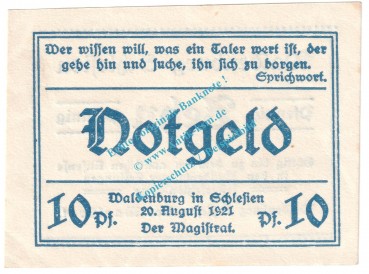 Wer wissen will, was ein Taler wert ist, der
gehe hin und suche, ihn sich zu borgen.
Sprichwort.
Notgeld
10 Pf. Waldenburg in Schlesien Pf. 10
20. August 1921
Der Magistrat.